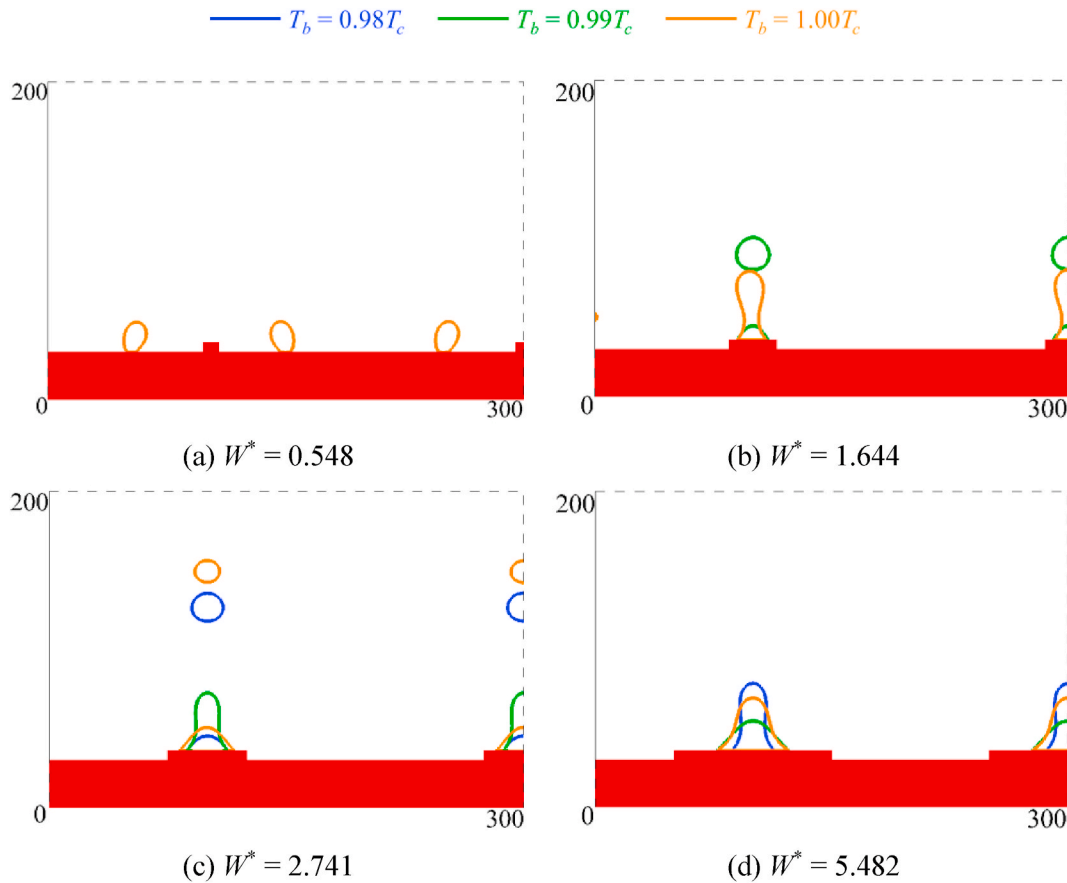 T_b = 0.98T_c T_b = 0.99T_c T_b = 1.00T_c
200
0 300
(a) W* = 0.548
200
0 300
(b) W* = 1.644
200
0 300
(c) W* = 2.741
200
0 300
(d) W* = 5.482